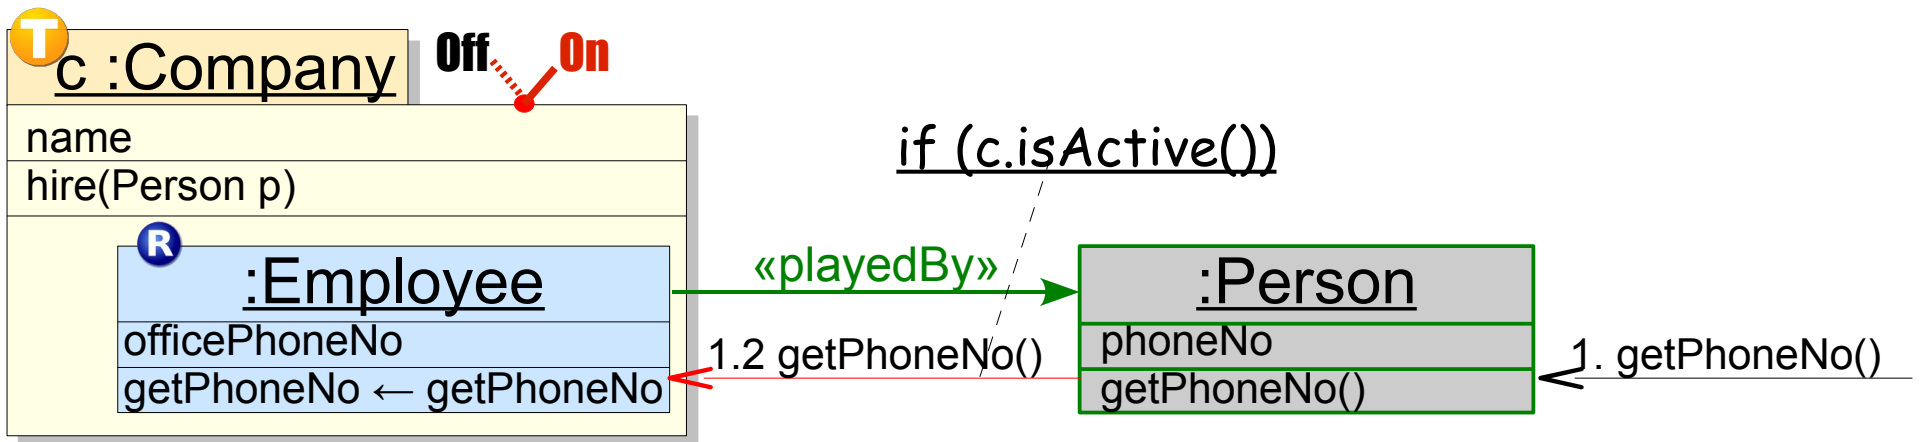 T
c :Company
Off On
name
hire(Person p)
if (c.isActive())
R
:Employee
officePhoneNo
getPhoneNo ← getPhoneNo
«playedBy»
1.2 getPhoneNo()
:Person
phoneNo
getPhoneNo()
1. getPhoneNo()